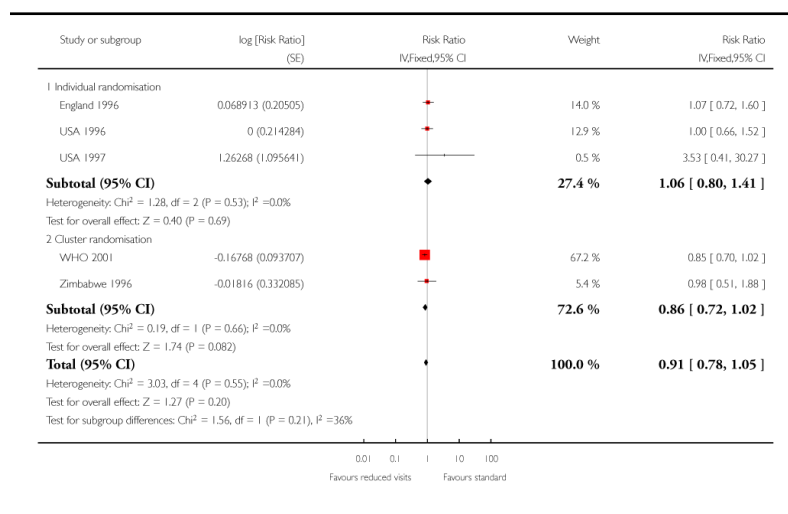 Study or subgroup log [Risk Ratio] Risk Ratio Weight Risk Ratio
(SE) IV,Fixed,95% CI IV,Fixed,95% CI
1 Individual randomisation
England 1996 0.068913 (0.20505) 14.0 % 1.07 [ 0.72, 1.60 ]
USA 1996 0 (0.214284) 12.9 % 1.00 [ 0.66, 1.52 ]
USA 1997 1.26268 (1.095641) 0.5 % 3.53 [ 0.41, 30.27 ]
Subtotal (95% CI) 27.4 % 1.06 [ 0.80, 1.41 ]
Heterogeneity: Chi² = 1.28, df = 2 (P = 0.53); I² =0.0%
Test for overall effect: Z = 0.40 (P = 0.69)
2 Cluster randomisation
WHO 2001 -0.16768 (0.093707) 67.2 % 0.85 [ 0.70, 1.02 ]
Zimbabwe 1996 -0.01816 (0.332085) 5.4 % 0.98 [ 0.51, 1.88 ]
Subtotal (95% CI) 72.6 % 0.86 [ 0.72, 1.02 ]
Heterogeneity: Chi² = 0.19, df = 1 (P = 0.66); I² =0.0%
Test for overall effect: Z = 1.74 (P = 0.082)
Total (95% CI) 100.0 % 0.91 [ 0.78, 1.05 ]
Heterogeneity: Chi² = 3.03, df = 4 (P = 0.55); I² =0.0%
Test for overall effect: Z = 1.27 (P = 0.20)
Test for subgroup differences: Chi² = 1.56, df = 1 (P = 0.21), I² =36%
0.01 0.1 1 10 100
Favours reduced visits Favours standard